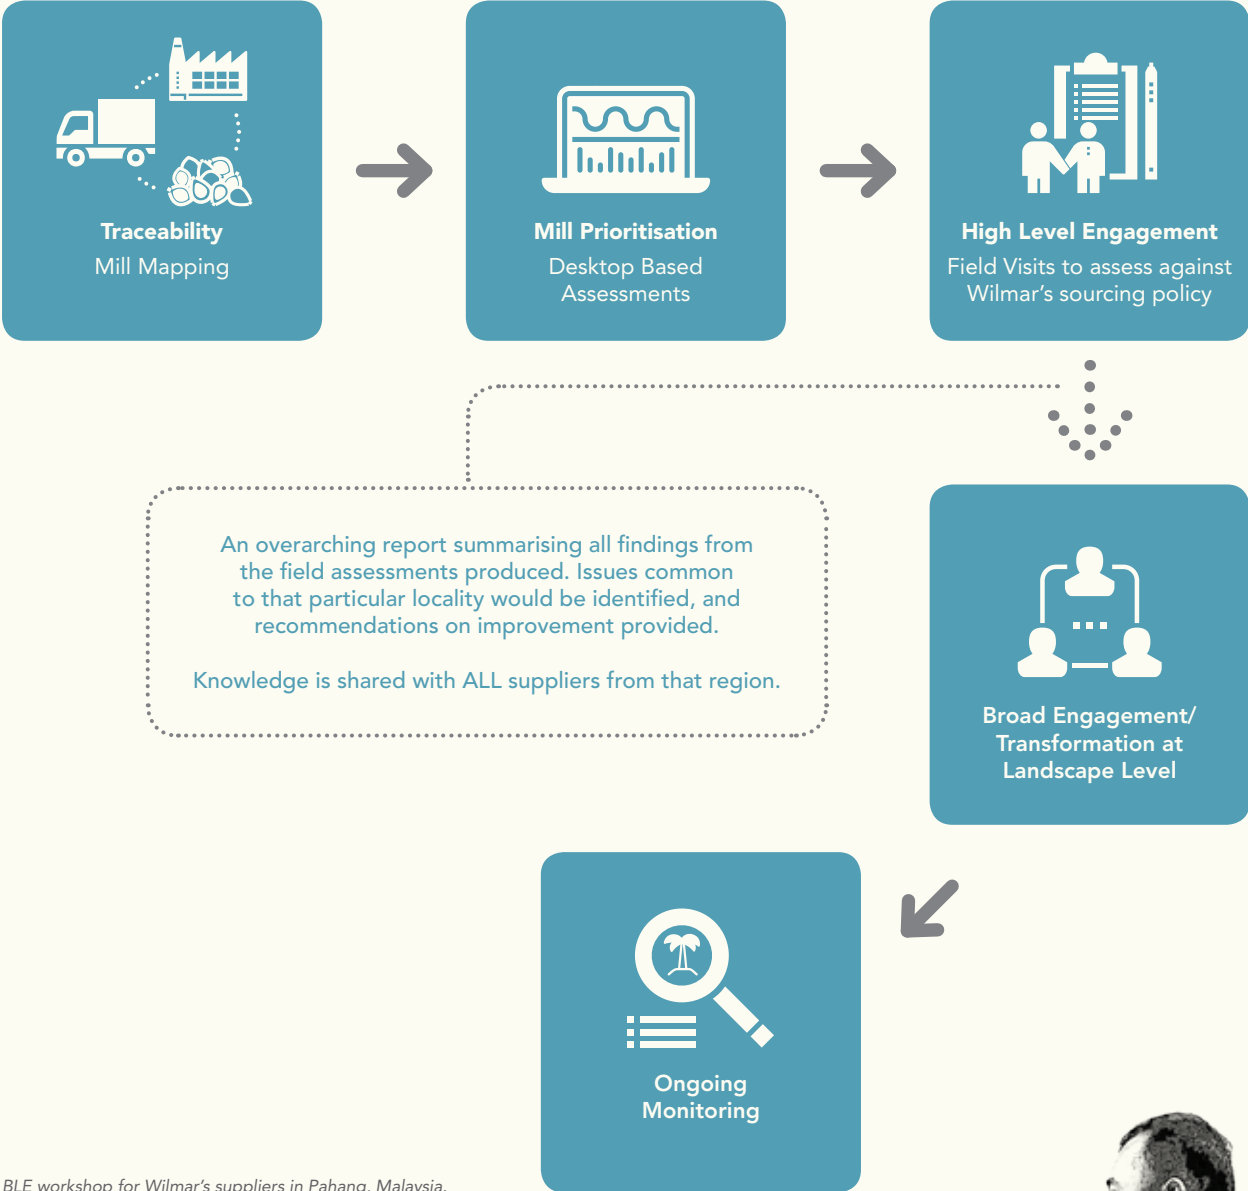 Traceability
Mill Mapping
Mill Prioritisation
Desktop Based
Assessments
High Level Engagement
Field Visits to assess against
Wilmar's sourcing policy
An overarching report summarising all findings from
the field assessments produced. Issues common
to that particular locality would be identified, and
recommendations on improvement provided.
Knowledge is shared with ALL suppliers from that region.
Broad Engagement/
Transformation at
Landscape Level
Ongoing
Monitoring
BLE workshop for Wilmar's suppliers in Pahang, Malaysia.